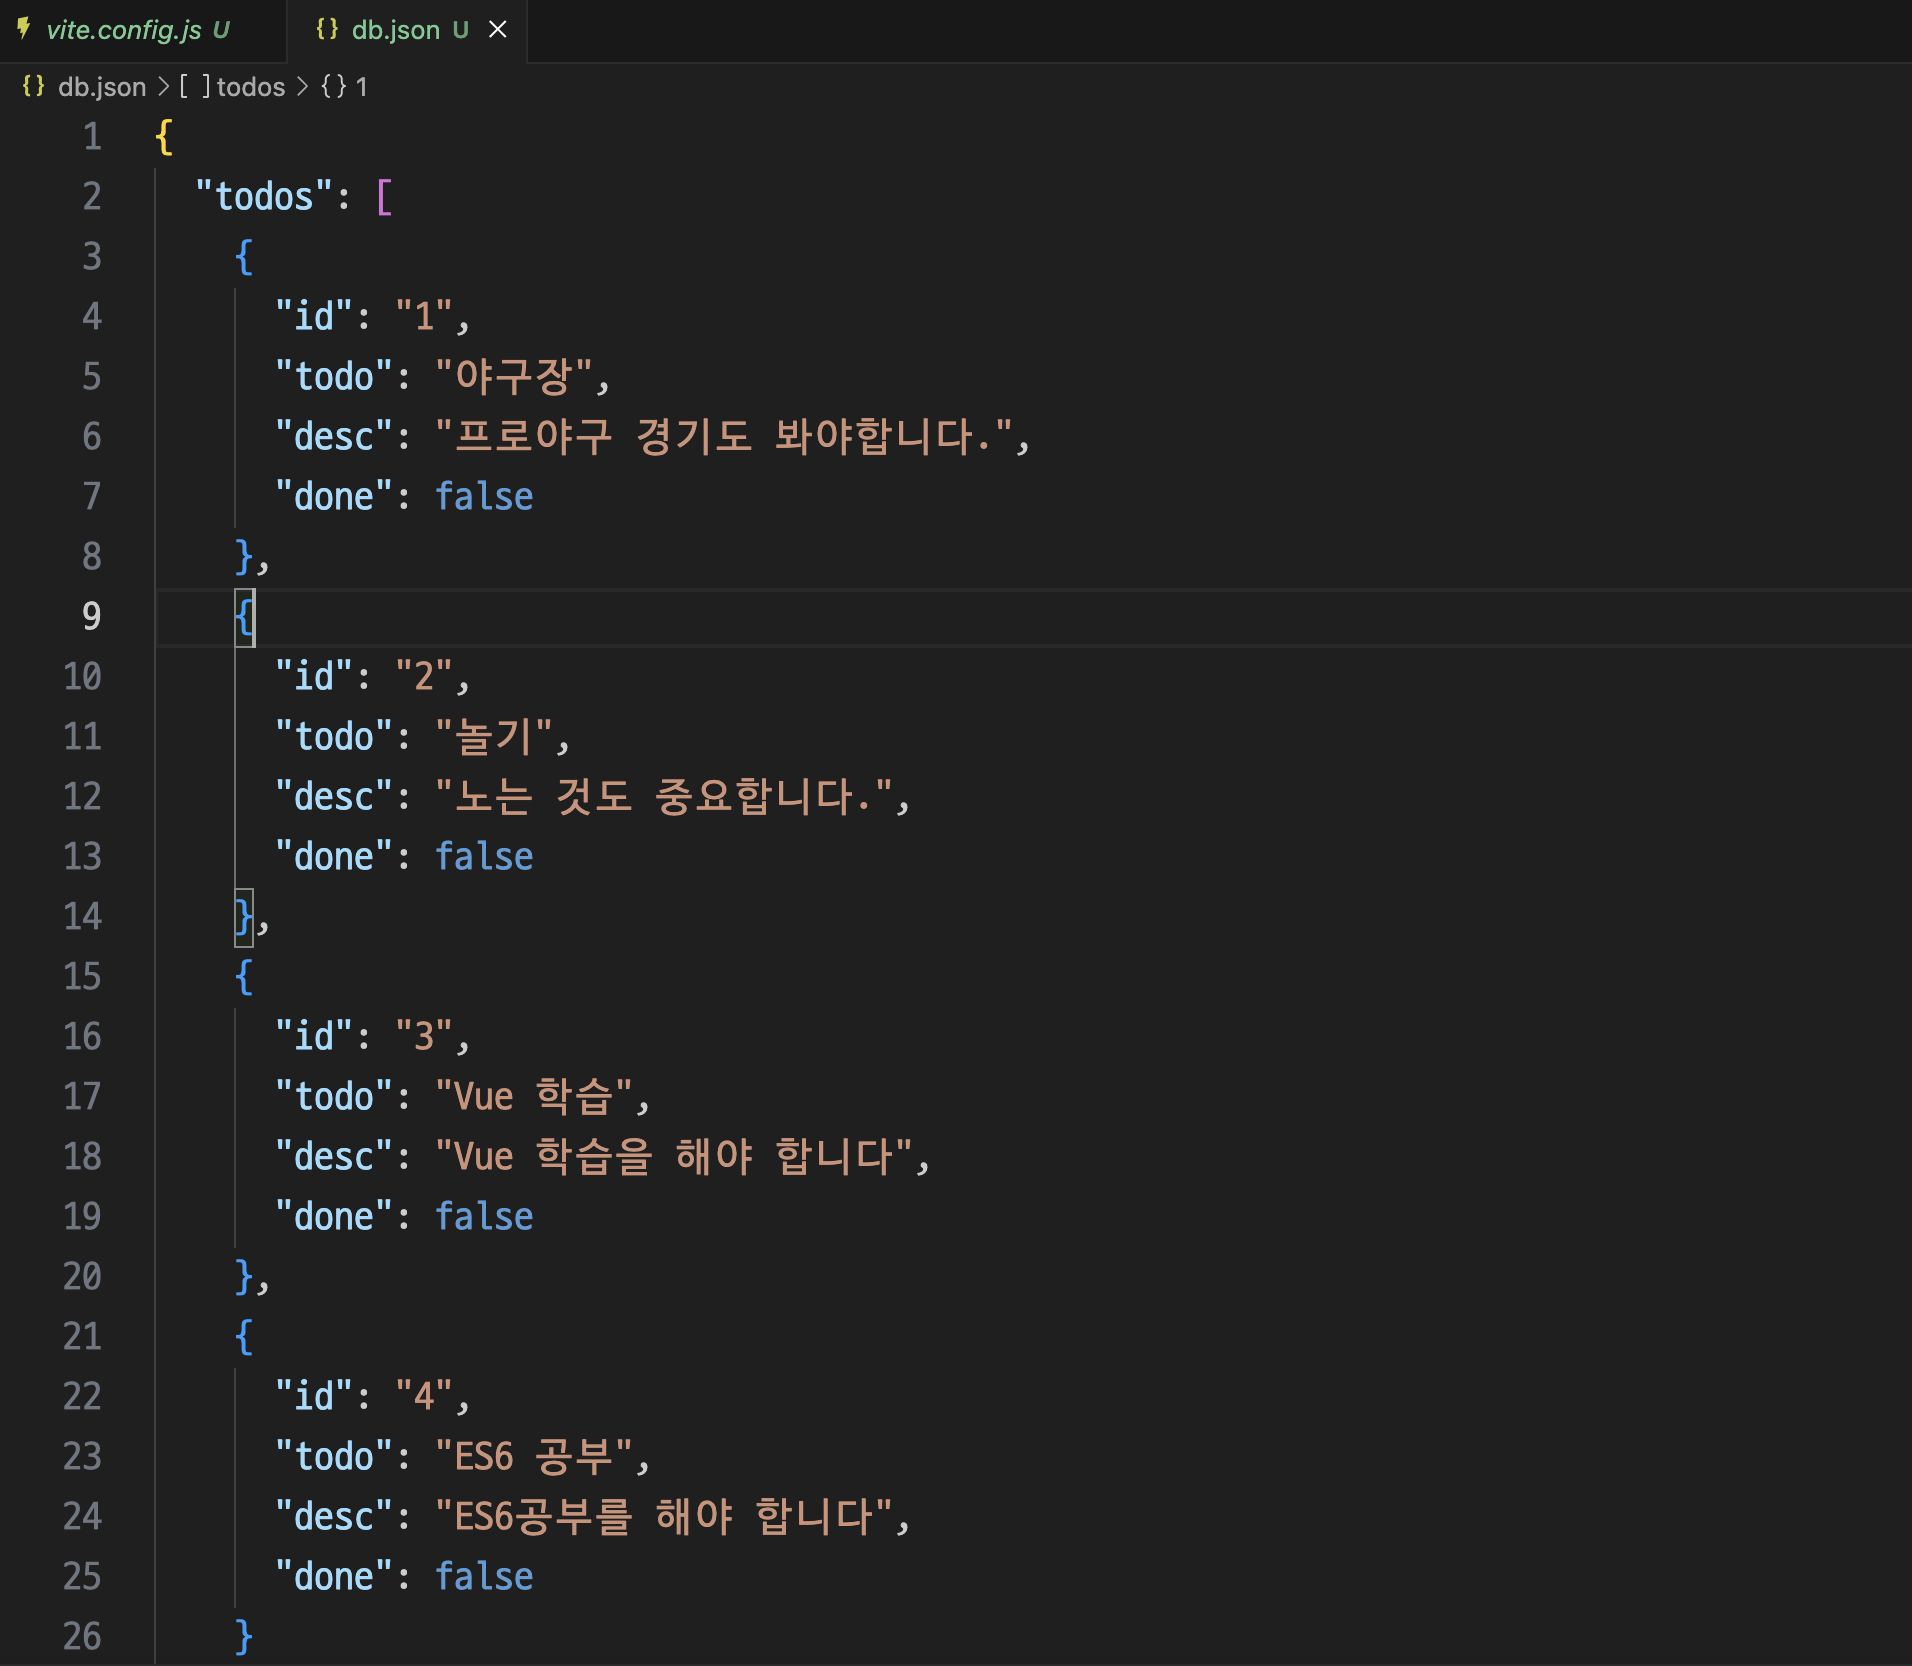 vite.config.js U
{} db.json U ×
{} db.json > [ ] todos > {} 1
1 {
2 "todos": [
3 {
4 "id": "1",
5 "todo": "야구장",
6 "desc": "프로야구 경기도 봐야합니다.",
7 "done": false
8 },
9 {
10 "id": "2",
11 "todo": "놀기",
12 "desc": "노는 것도 중요합니다.",
13 "done": false
14 },
15 {
16 "id": "3",
17 "todo": "Vue 학습",
18 "desc": "Vue 학습을 해야 합니다",
19 "done": false
20 },
21 {
22 "id": "4",
23 "todo": "ES6 공부",
24 "desc": "ES6공부를 해야 합니다",
25 "done": false
26 }